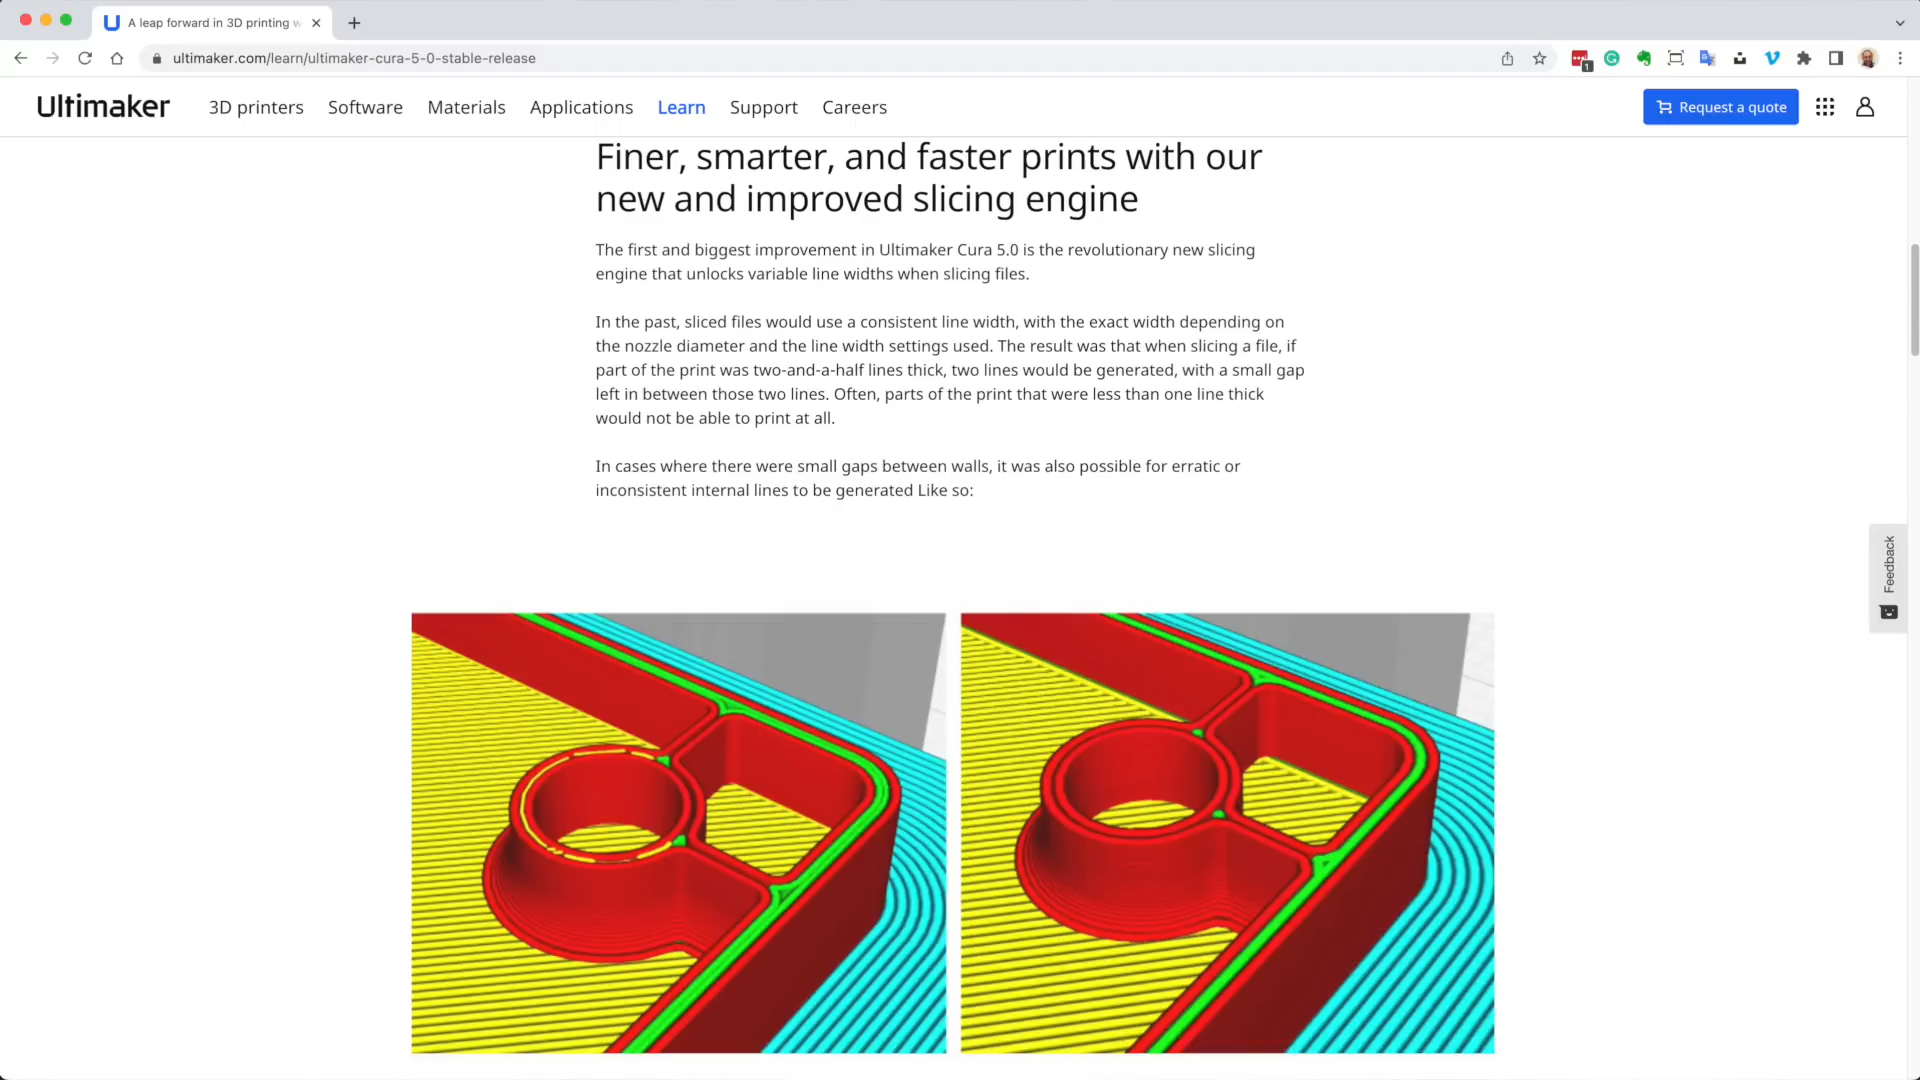 A leap forward in 3D printing w
ultimaker.com/learn/ultimaker-cura-5-0-stable-release
1
Ultimaker
3D printers
Software
Materials
Applications
Learn
Support
Careers
Request a quote
Finer, smarter, and faster prints with our
new and improved slicing engine
The first and biggest improvement in Ultimaker Cura 5.0 is the revolutionary new slicing
engine that unlocks variable line widths when slicing files.
In the past, sliced files would use a consistent line width, with the exact width depending on
the nozzle diameter and the line width settings used. The result was that when slicing a file, if
part of the print was two-and-a-half lines thick, two lines would be generated, with a small gap
left in between those two lines. Often, parts of the print that were less than one line thick
would not be able to print at all.
In cases where there were small gaps between walls, it was also possible for erratic or
inconsistent internal lines to be generated Like so:
Feedback